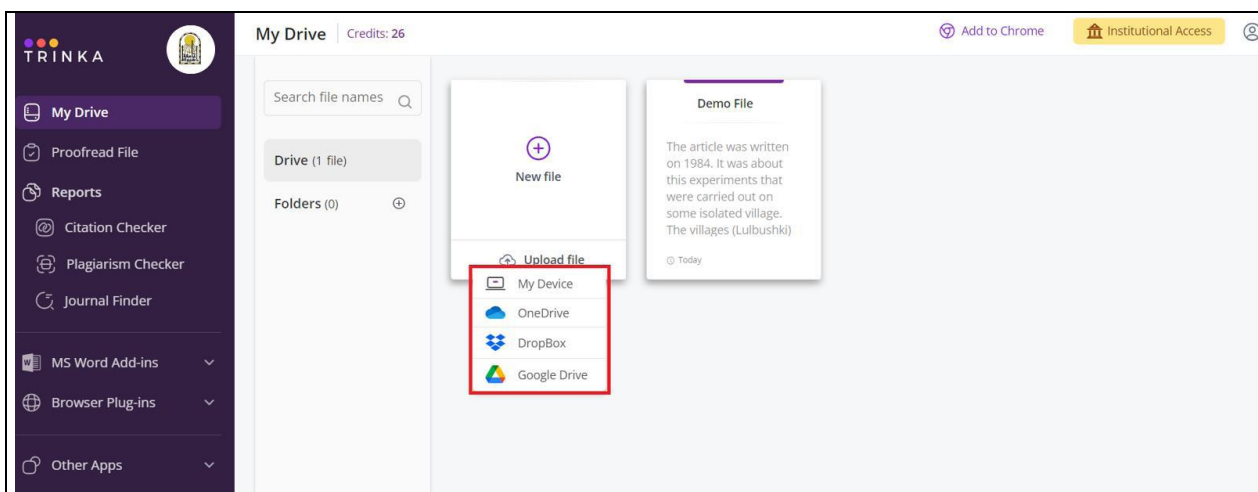 TRINKA
My Drive
Proofread File
Reports
Citation Checker
Plagiarism Checker
Journal Finder
MS Word Add-ins
Browser Plug-ins
Other Apps
My Drive Credits: 26
Add to Chrome
Institutional Access
Search file names
Drive (1 file)
Folders (0)
New file
Upload file
My Device
OneDrive
DropBox
Google Drive
Demo File
The article was written
on 1984. It was about
this experiments that
were carried out on
some isolated village.
The villages (Lulbushki)
Today